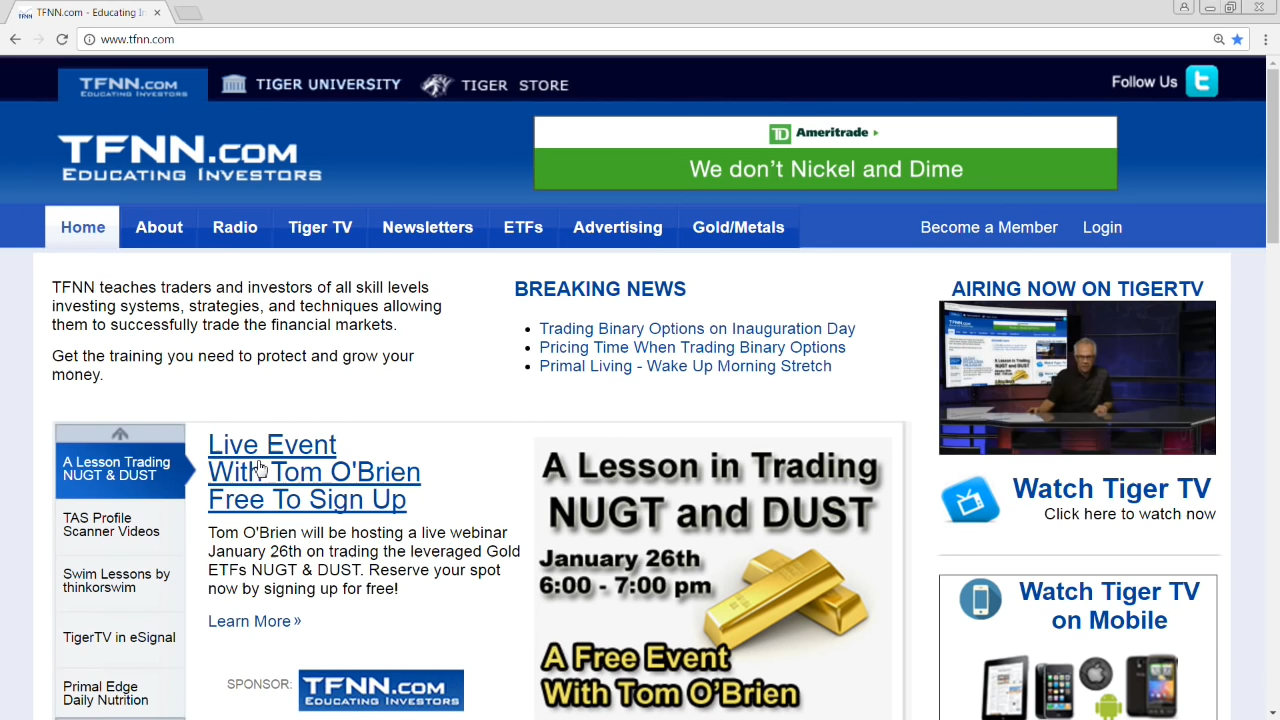 TFNN.com - Educating In
www.tfnn.com
TFNN.COM
EDUCATING INVESTORS
TIGER UNIVERSITY
TIGER STORE
Follow Us
TFNN.COM
EDUCATING INVESTORS
TD Ameritrade
We don't Nickel and Dime
Home
About
Radio
Tiger TV
Newsletters
ETFs
Advertising
Gold/Metals
Become a Member
Login
TFNN teaches traders and investors of all skill levels
investing systems, strategies, and techniques allowing
them to successfully trade the financial markets.
Get the training you need to protect and grow your
money.
BREAKING NEWS
Trading Binary Options on Inauguration Day
Pricing Time When Trading Binary Options
Primal Living - Wake Up Morning Stretch
AIRING NOW ON TIGERTV
A Lesson in Trading
A Lesson Trading
NUGT & DUST
TAS Profile
Scanner Videos
Swim Lessons by
thinkorswim
TigerTV in eSignal
Primal Edge
Daily Nutrition
Live Event
With Tom O'Brien
Free To Sign Up
Tom O'Brien will be hosting a live webinar
January 26th on trading the leveraged Gold
ETFs NUGT & DUST. Reserve your spot
now by signing up for free!
Learn More »
SPONSOR:
TFNN.COM
EDUCATING INVESTORS
A Lesson in Trading
NUGT and DUST
January 26th
6:00 - 7:00 pm
A Free Event
With Tom O'Brien
Watch Tiger TV
Click here to watch now
Watch Tiger TV
on Mobile